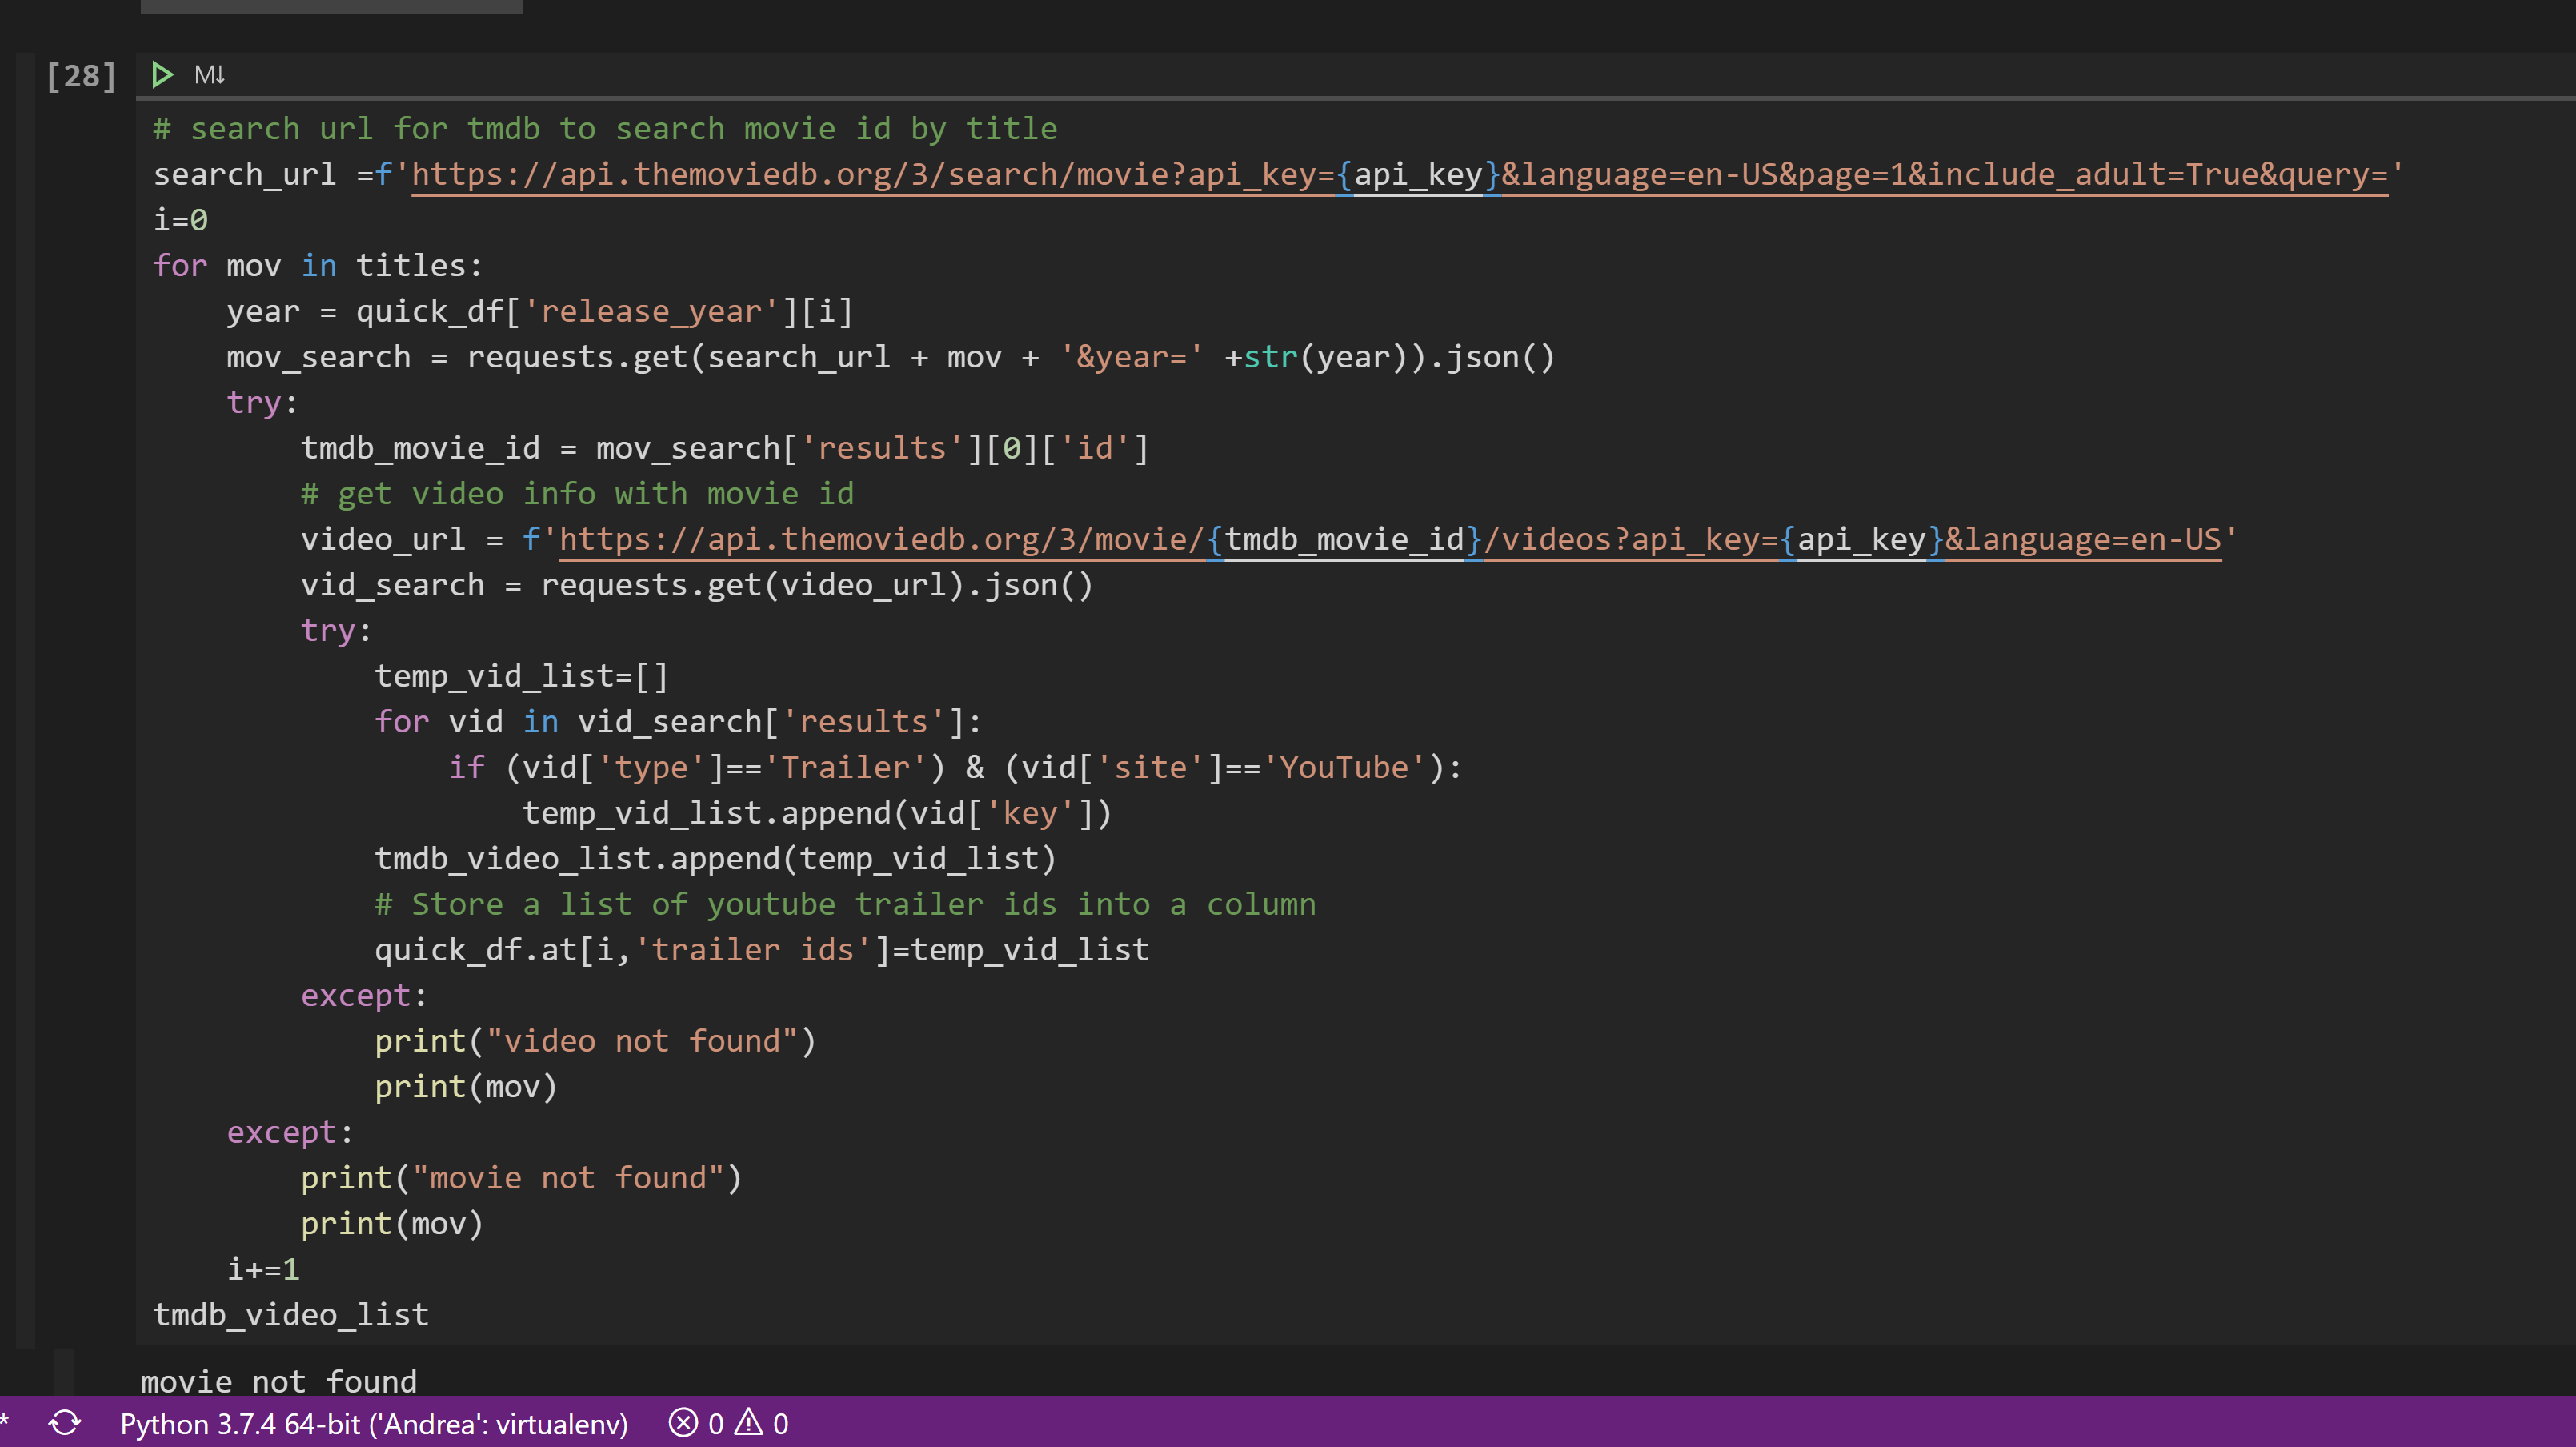 [28] M↓
# search url for tmdb to search movie id by title
search_url =f'https://api.themoviedb.org/3/search/movie?api_key={api_key}&language=en-US&page=1&include_adult=True&query='
i=0
for mov in titles:
    year = quick_df['release_year'][i]
    mov_search = requests.get(search_url + mov + '&year=' +str(year)).json()
    try:
        tmdb_movie_id = mov_search['results'][0]['id']
        # get video info with movie id
        video_url = f'https://api.themoviedb.org/3/movie/{tmdb_movie_id}/videos?api_key={api_key}&language=en-US'
        vid_search = requests.get(video_url).json()
        try:
            temp_vid_list=[]
            for vid in vid_search['results']:
                if (vid['type']=='Trailer') & (vid['site']=='YouTube'):
                    temp_vid_list.append(vid['key'])
            tmdb_video_list.append(temp_vid_list)
            # Store a list of youtube trailer ids into a column
            quick_df.at[i,'trailer ids']=temp_vid_list
        except:
            print("video not found")
            print(mov)
    except:
        print("movie not found")
        print(mov)
    i+=1
tmdb_video_list
movie not found
* Python 3.7.4 64-bit ('Andrea': virtualenv) 0 0